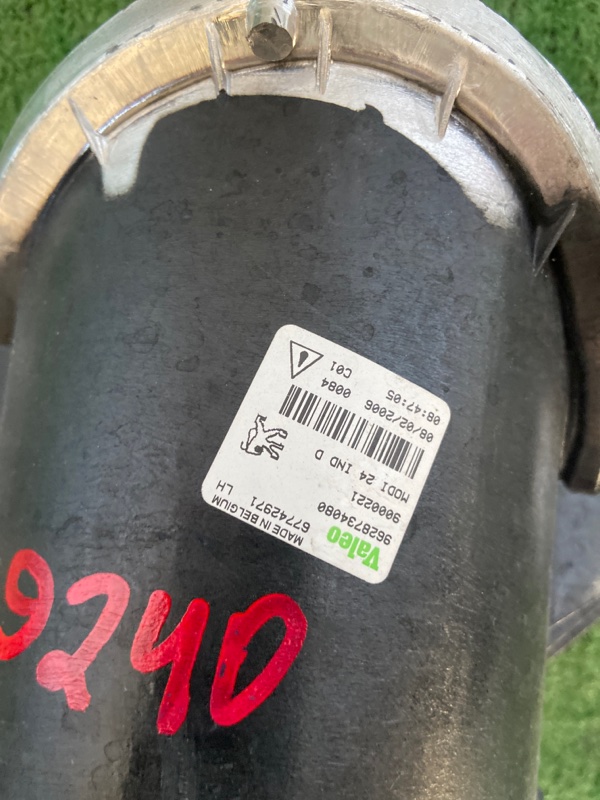 Valeo
9628734080
9000221
MODI 24 IND D
67742971 LH
MADE IN BELGIUM
08/02/2006 0084
08:47:05 C01
9240